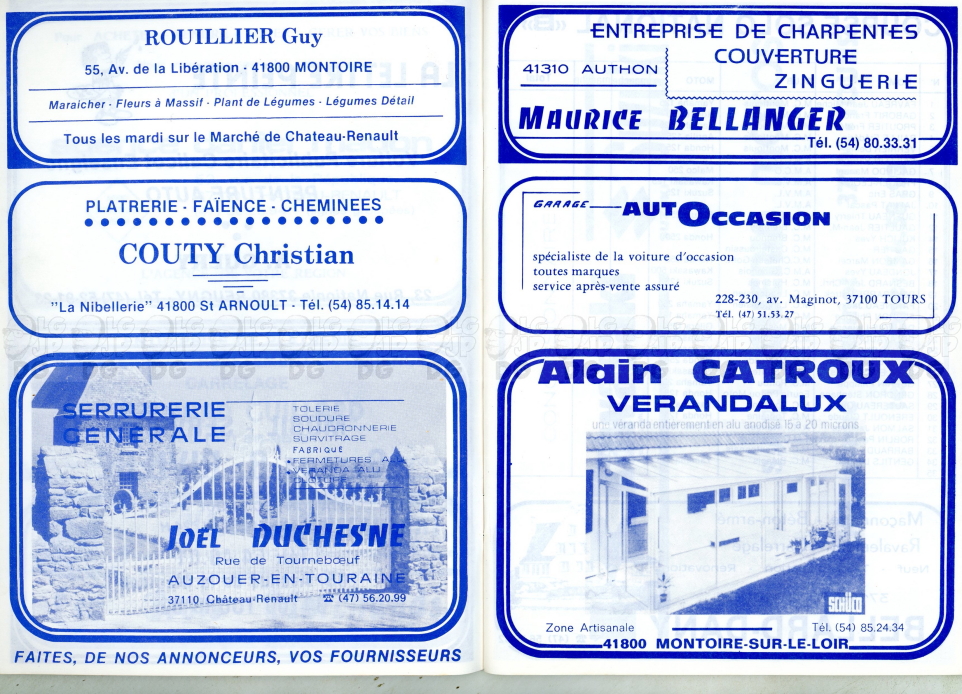 ROUILLIER Guy
55, Av. de la Libération - 41800 MONTOIRE
Maraicher - Fleurs à Massif - Plant de Légumes - Légumes Détail
Tous les mardi sur le Marché de Chateau-Renault
PLATRERIE - FAÏENCE - CHEMINEES
COUTY Christian
"La Nibellerie" 41800 St ARNOULT - Tél. (54) 85.14.14
SERRURERIE
GENERALE
TOLERIE
SOUDURE
CHAUDRONNERIE
SURVITRAGE
FABRIQUE
FERMETURES ALU
VERANDA ALU
CLOTURE
JOËL DUCHESNE
Rue de Tournebœuf
AUZOUER-EN-TOURAINE
37110 Château-Renault ☎ (47) 56.20.99
FAITES, DE NOS ANNONCEURS, VOS FOURNISSEURS
ENTREPRISE DE CHARPENTES
COUVERTURE
41310 AUTHON
ZINGUERIE
MAURICE BELLANGER
Tél. (54) 80.33.31
GARAGE AUTOCCASION
spécialiste de la voiture d'occasion
toutes marques
service après-vente assuré
228-230, av. Maginot, 37100 TOURS
Tél. (47) 51.53.27
Alain CATROUX
VERANDALUX
une véranda entièrement en alu anodisé 15 à 20 microns
SCHÜCO
Zone Artisanale Tél. (54) 85.24.34
41800 MONTOIRE-SUR-LE-LOIR